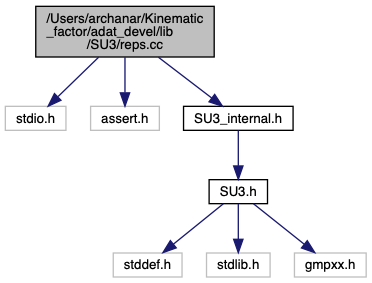 /Users/archanar/Kinematic
_factor/adat_devel/lib
/SU3/reps.cc
stdio.h
assert.h
SU3_internal.h
SU3.h
stddef.h
stdlib.h
gmpxx.h